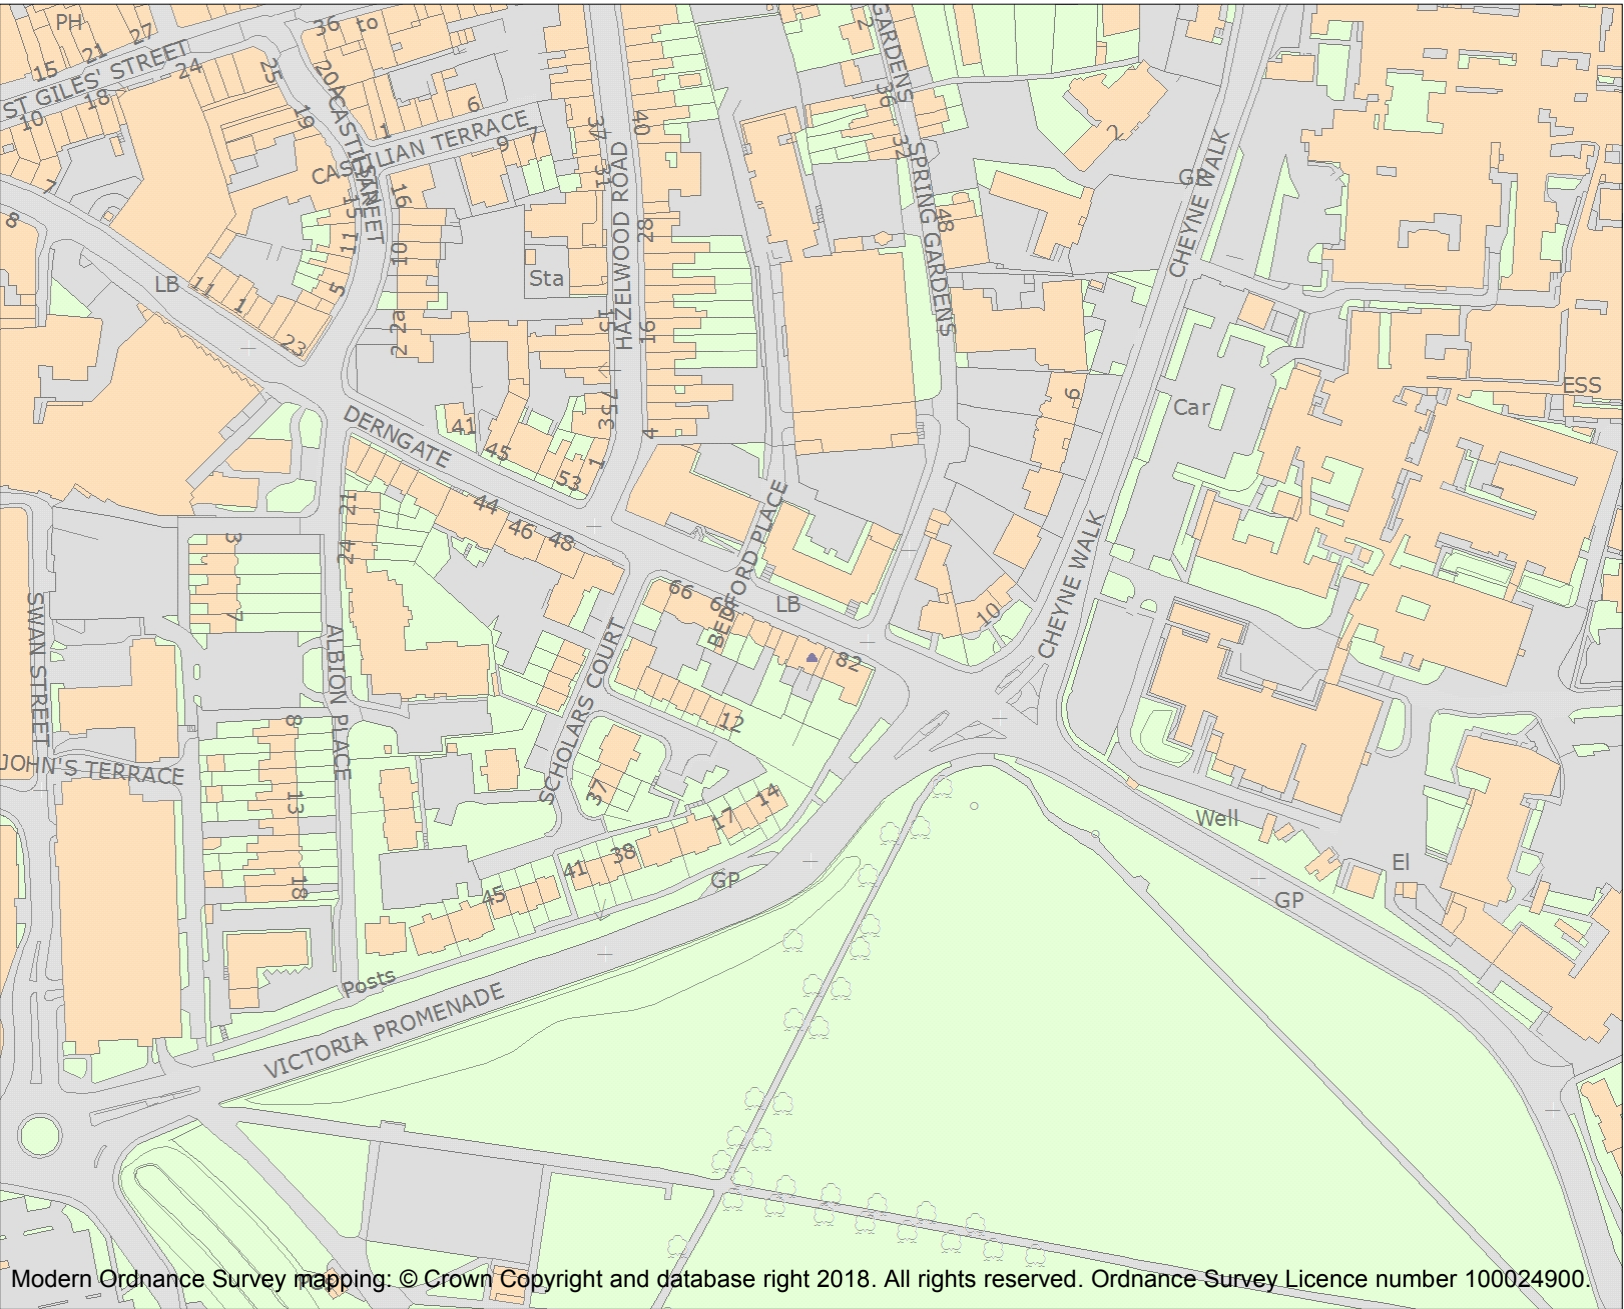 PH
15
21
27
ST GILES' STREET
10
18
24
25
36 to
20A
CASTILIAN STREET
19
1
6
CASTILIAN TERRACE
9
7
37
31
40
HAZELWOOD ROAD
28
GARDENS
2
36
32
SPRING GARDENS
48
2
GP
CHEYNE WALK
7
8
16
15
11
10
5
LB
11
1
23
2a
2
Sta
15
16
ESS
6
Car
DERNGATE
41
45
53
1
3 5 7
4
44
46
48
21
24
BEDFORD PLACE
CHEYNE WALK
3
7
66
LB
10
82
SWAN STREET
ALBION PLACE
SCHOLARS COURT
12
8
JOHN'S TERRACE
13
37
14
17
Well
38
41
45
18
GP
El
GP
Posts
VICTORIA PROMENADE
Modern Ordnance Survey mapping: © Crown Copyright and database right 2018. All rights reserved. Ordnance Survey Licence number 100024900.